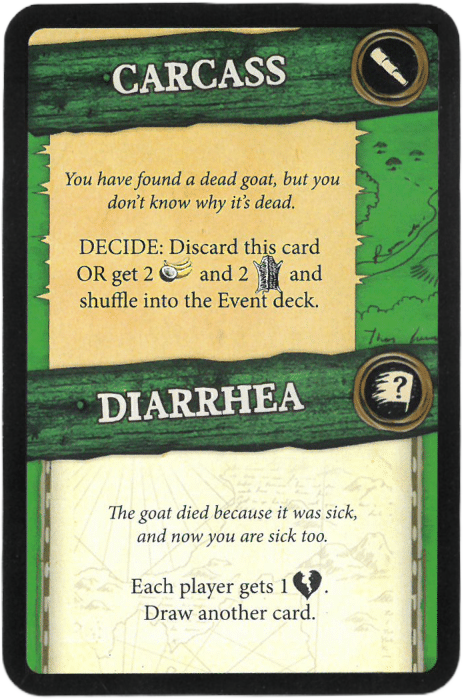 CARCASS
You have found a dead goat, but you
don't know why it's dead.
DECIDE: Discard this card
OR get 2 and 2 and
shuffle into the Event deck.
DIARRHEA
?
The goat died because it was sick,
and now you are sick too.
Each player gets 1 .
Draw another card.